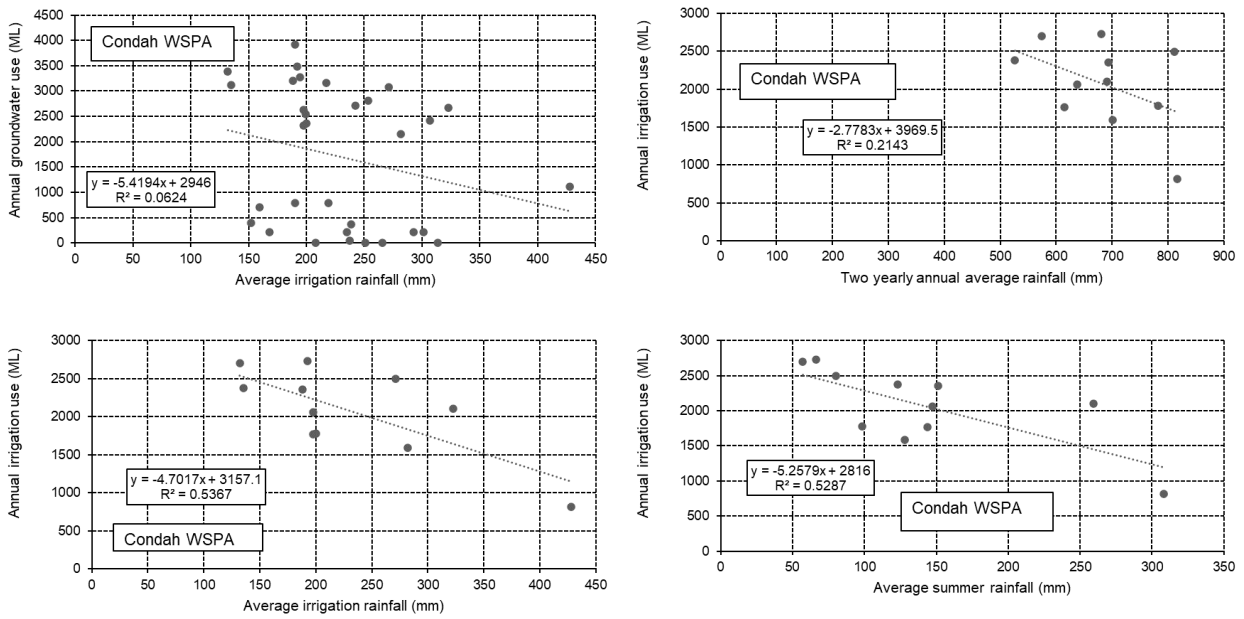 4500
4000
3500
3000
2500
2000
1500
1000
500
0
Annual groundwater use (ML)
Condah WSPA
y = -5.4194x + 2946
R² = 0.0624
0 50 100 150 200 250 300 350 400 450
Average irrigation rainfall (mm)
3000
2500
2000
1500
1000
500
0
Annual irrigation use (ML)
Condah WSPA
y = -2.7783x + 3969.5
R² = 0.2143
0 100 200 300 400 500 600 700 800 900
Two yearly annual average rainfall (mm)
3000
2500
2000
1500
1000
500
0
Annual irrigation use (ML)
y = -4.7017x + 3157.1
R² = 0.5367
Condah WSPA
0 50 100 150 200 250 300 350 400 450
Average irrigation rainfall (mm)
3000
2500
2000
1500
1000
500
0
Annual irrigation use (ML)
y = -5.2579x + 2816
R² = 0.5287
Condah WSPA
0 50 100 150 200 250 300 350
Average summer rainfall (mm)